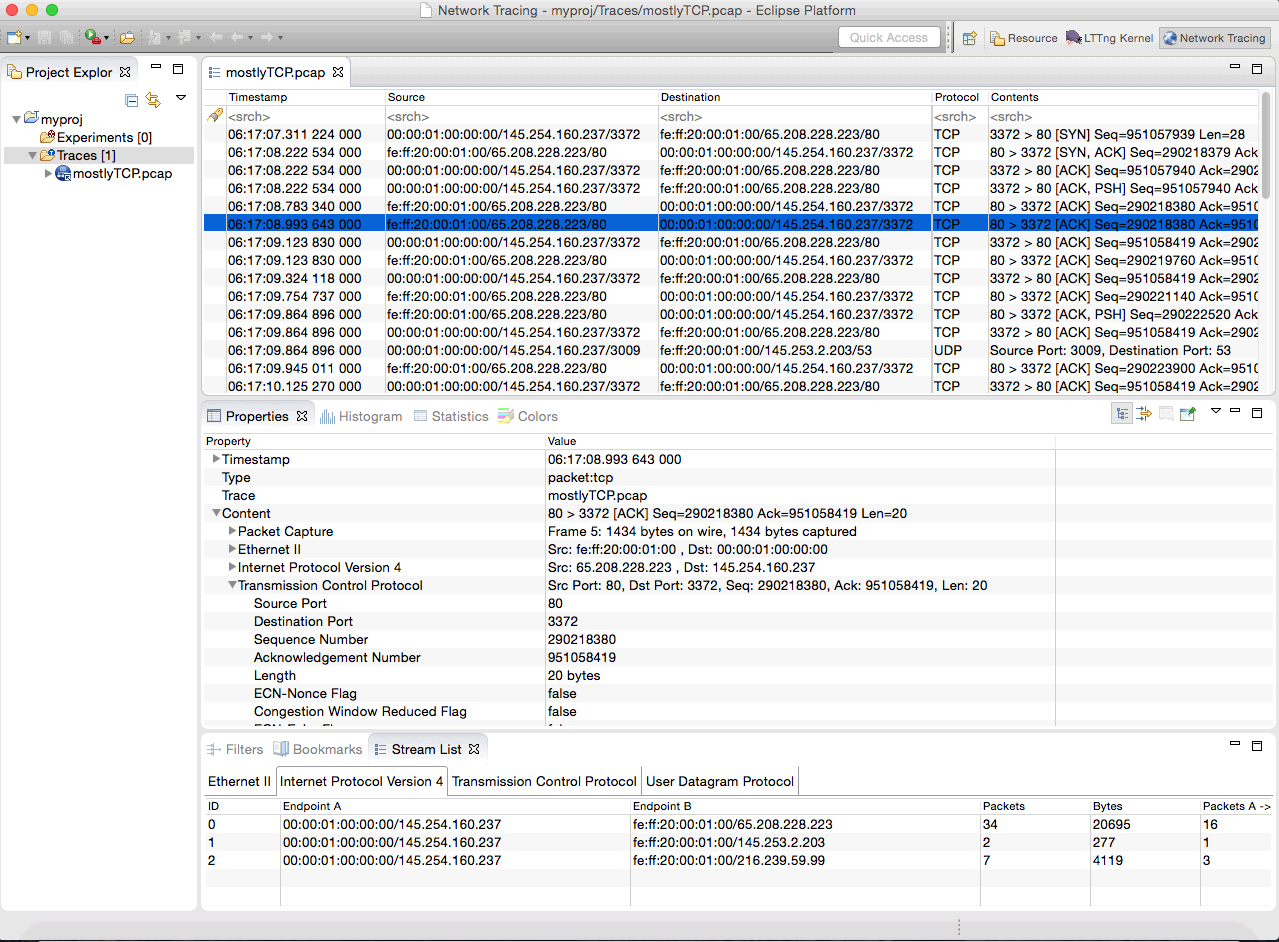 Network Tracing - myproj/Traces/mostlyTCP.pcap - Eclipse Platform
Quick Access Resource LTTng Kernel Network Tracing
Project Explor
myproj
Experiments [0]
Traces [1]
mostlyTCP.pcap
mostlyTCP.pcap
Timestamp Source Destination Protocol Contents
<srch> <srch> <srch> <srch> <srch>
06:17:07.311 224 000 00:00:01:00:00:00/145.254.160.237/3372 fe:ff:20:00:01:00/65.208.228.223/80 TCP 3372 > 80 [SYN] Seq=951057939 Len=28
06:17:08.222 534 000 fe:ff:20:00:01:00/65.208.228.223/80 00:00:01:00:00:00/145.254.160.237/3372 TCP 80 > 3372 [SYN, ACK] Seq=290218379 Ack
06:17:08.222 534 000 00:00:01:00:00:00/145.254.160.237/3372 fe:ff:20:00:01:00/65.208.228.223/80 TCP 3372 > 80 [ACK] Seq=951057940 Ack=2902
06:17:08.222 534 000 00:00:01:00:00:00/145.254.160.237/3372 fe:ff:20:00:01:00/65.208.228.223/80 TCP 3372 > 80 [ACK, PSH] Seq=951057940 Ack
06:17:08.783 340 000 fe:ff:20:00:01:00/65.208.228.223/80 00:00:01:00:00:00/145.254.160.237/3372 TCP 80 > 3372 [ACK] Seq=290218380 Ack=9510
06:17:08.993 643 000 fe:ff:20:00:01:00/65.208.228.223/80 00:00:01:00:00:00/145.254.160.237/3372 TCP 80 > 3372 [ACK] Seq=290218380 Ack=9510
06:17:09.123 830 000 00:00:01:00:00:00/145.254.160.237/3372 fe:ff:20:00:01:00/65.208.228.223/80 TCP 3372 > 80 [ACK] Seq=951058419 Ack=2902
06:17:09.123 830 000 fe:ff:20:00:01:00/65.208.228.223/80 00:00:01:00:00:00/145.254.160.237/3372 TCP 80 > 3372 [ACK] Seq=290219760 Ack=9510
06:17:09.324 118 000 00:00:01:00:00:00/145.254.160.237/3372 fe:ff:20:00:01:00/65.208.228.223/80 TCP 3372 > 80 [ACK] Seq=951058419 Ack=2902
06:17:09.754 737 000 fe:ff:20:00:01:00/65.208.228.223/80 00:00:01:00:00:00/145.254.160.237/3372 TCP 80 > 3372 [ACK] Seq=290221140 Ack=9510
06:17:09.864 896 000 fe:ff:20:00:01:00/65.208.228.223/80 00:00:01:00:00:00/145.254.160.237/3372 TCP 80 > 3372 [ACK, PSH] Seq=290222520 Ack
06:17:09.864 896 000 00:00:01:00:00:00/145.254.160.237/3372 fe:ff:20:00:01:00/65.208.228.223/80 TCP 3372 > 80 [ACK] Seq=951058419 Ack=2902
06:17:09.864 896 000 00:00:01:00:00:00/145.254.160.237/3009 fe:ff:20:00:01:00/145.253.2.203/53 UDP Source Port: 3009, Destination Port: 53
06:17:09.945 011 000 fe:ff:20:00:01:00/65.208.228.223/80 00:00:01:00:00:00/145.254.160.237/3372 TCP 80 > 3372 [ACK] Seq=290223900 Ack=9510
06:17:10.125 270 000 00:00:01:00:00:00/145.254.160.237/3372 fe:ff:20:00:01:00/65.208.228.223/80 TCP 3372 > 80 [ACK] Seq=951058419 Ack=2902
Properties Histogram Statistics Colors
Property Value
Timestamp 06:17:08.993 643 000
Type packet:tcp
Trace mostlyTCP.pcap
Content 80 > 3372 [ACK] Seq=290218380 Ack=951058419 Len=20
Packet Capture Frame 5: 1434 bytes on wire, 1434 bytes captured
Ethernet II Src: fe:ff:20:00:01:00 , Dst: 00:00:01:00:00:00
Internet Protocol Version 4 Src: 65.208.228.223 , Dst: 145.254.160.237
Transmission Control Protocol Src Port: 80, Dst Port: 3372, Seq: 290218380, Ack: 951058419, Len: 20
Source Port 80
Destination Port 3372
Sequence Number 290218380
Acknowledgement Number 951058419
Length 20 bytes
ECN-Nonce Flag false
Congestion Window Reduced Flag false
Filters Bookmarks Stream List
Ethernet II Internet Protocol Version 4 Transmission Control Protocol User Datagram Protocol
ID Endpoint A Endpoint B Packets Bytes Packets A ->
0 00:00:01:00:00:00/145.254.160.237 fe:ff:20:00:01:00/65.208.228.223 34 20695 16
1 00:00:01:00:00:00/145.254.160.237 fe:ff:20:00:01:00/145.253.2.203 2 277 1
2 00:00:01:00:00:00/145.254.160.237 fe:ff:20:00:01:00/216.239.59.99 7 4119 3